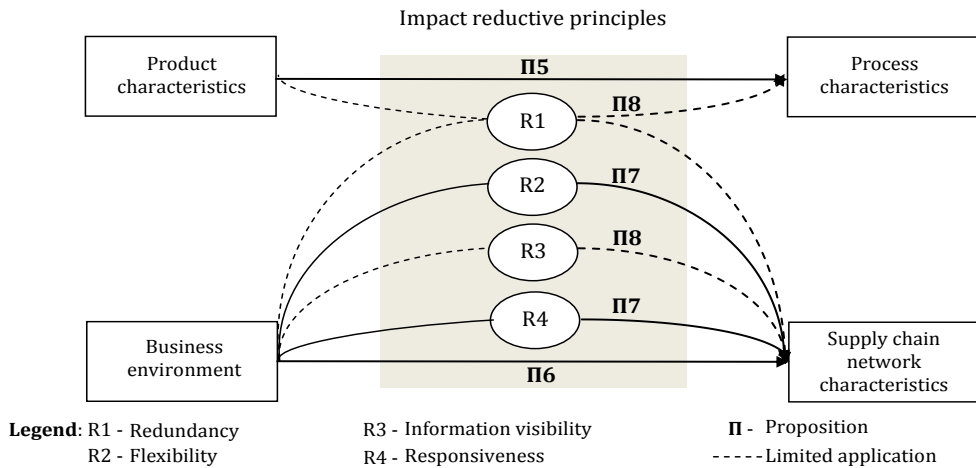 Impact reductive principles
Product
characteristics
Π5
Process
characteristics
Π8
R1
R2
Π7
R3
Π8
R4
Π7
Business
environment
Π6
Supply chain
network
characteristics
Legend: R1 - Redundancy
R2 - Flexibility
R3 - Information visibility
R4 - Responsiveness
Π - Proposition
Limited application